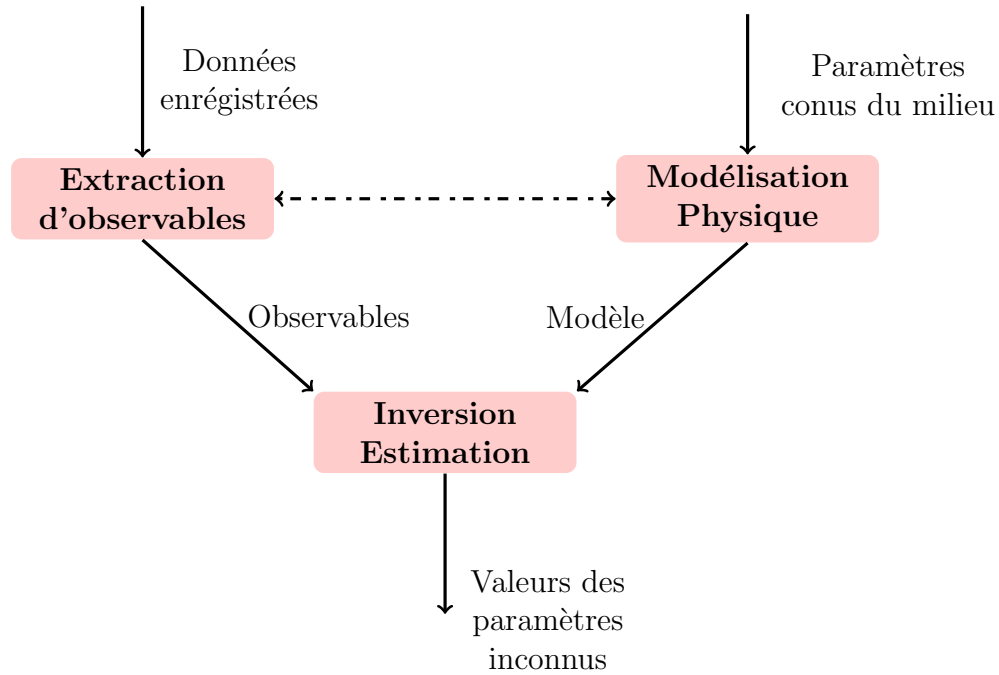 Données
enrégistrées
Paramètres
conus du milieu
Extraction
d'observables
Modélisation
Physique
Observables
Modèle
Inversion
Estimation
Valeurs des
paramètres
inconnus